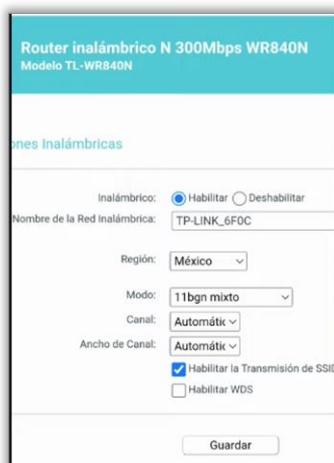 Router inalámbrico N 300Mbps WR840N
Modelo TL-WR840N
ones Inalámbricas
Inalámbrico: Habilitar Deshabilitar
Nombre de la Red Inalámbrica: TP-LINK_6F0C
Región: México
Modo: 11bgn mixto
Canal: Automátic
Ancho de Canal: Automátic
Habilitar la Transmisión de SSID
Habilitar WDS
Guardar